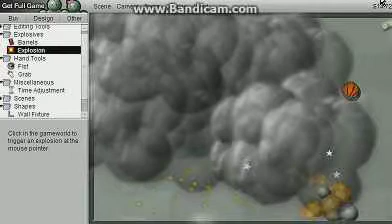 Get Full Game
Scene
Came
www.Bandicam.com
Buy
Design
Other
Editing Tools
Explosives
Barrels
Explosion
Hand Tools
Fist
Grab
Miscellaneous
Time Adjustment
Scenes
Shapes
Wall Fixture
Click in the gameworld to
trigger an explosion at the
mouse pointer.